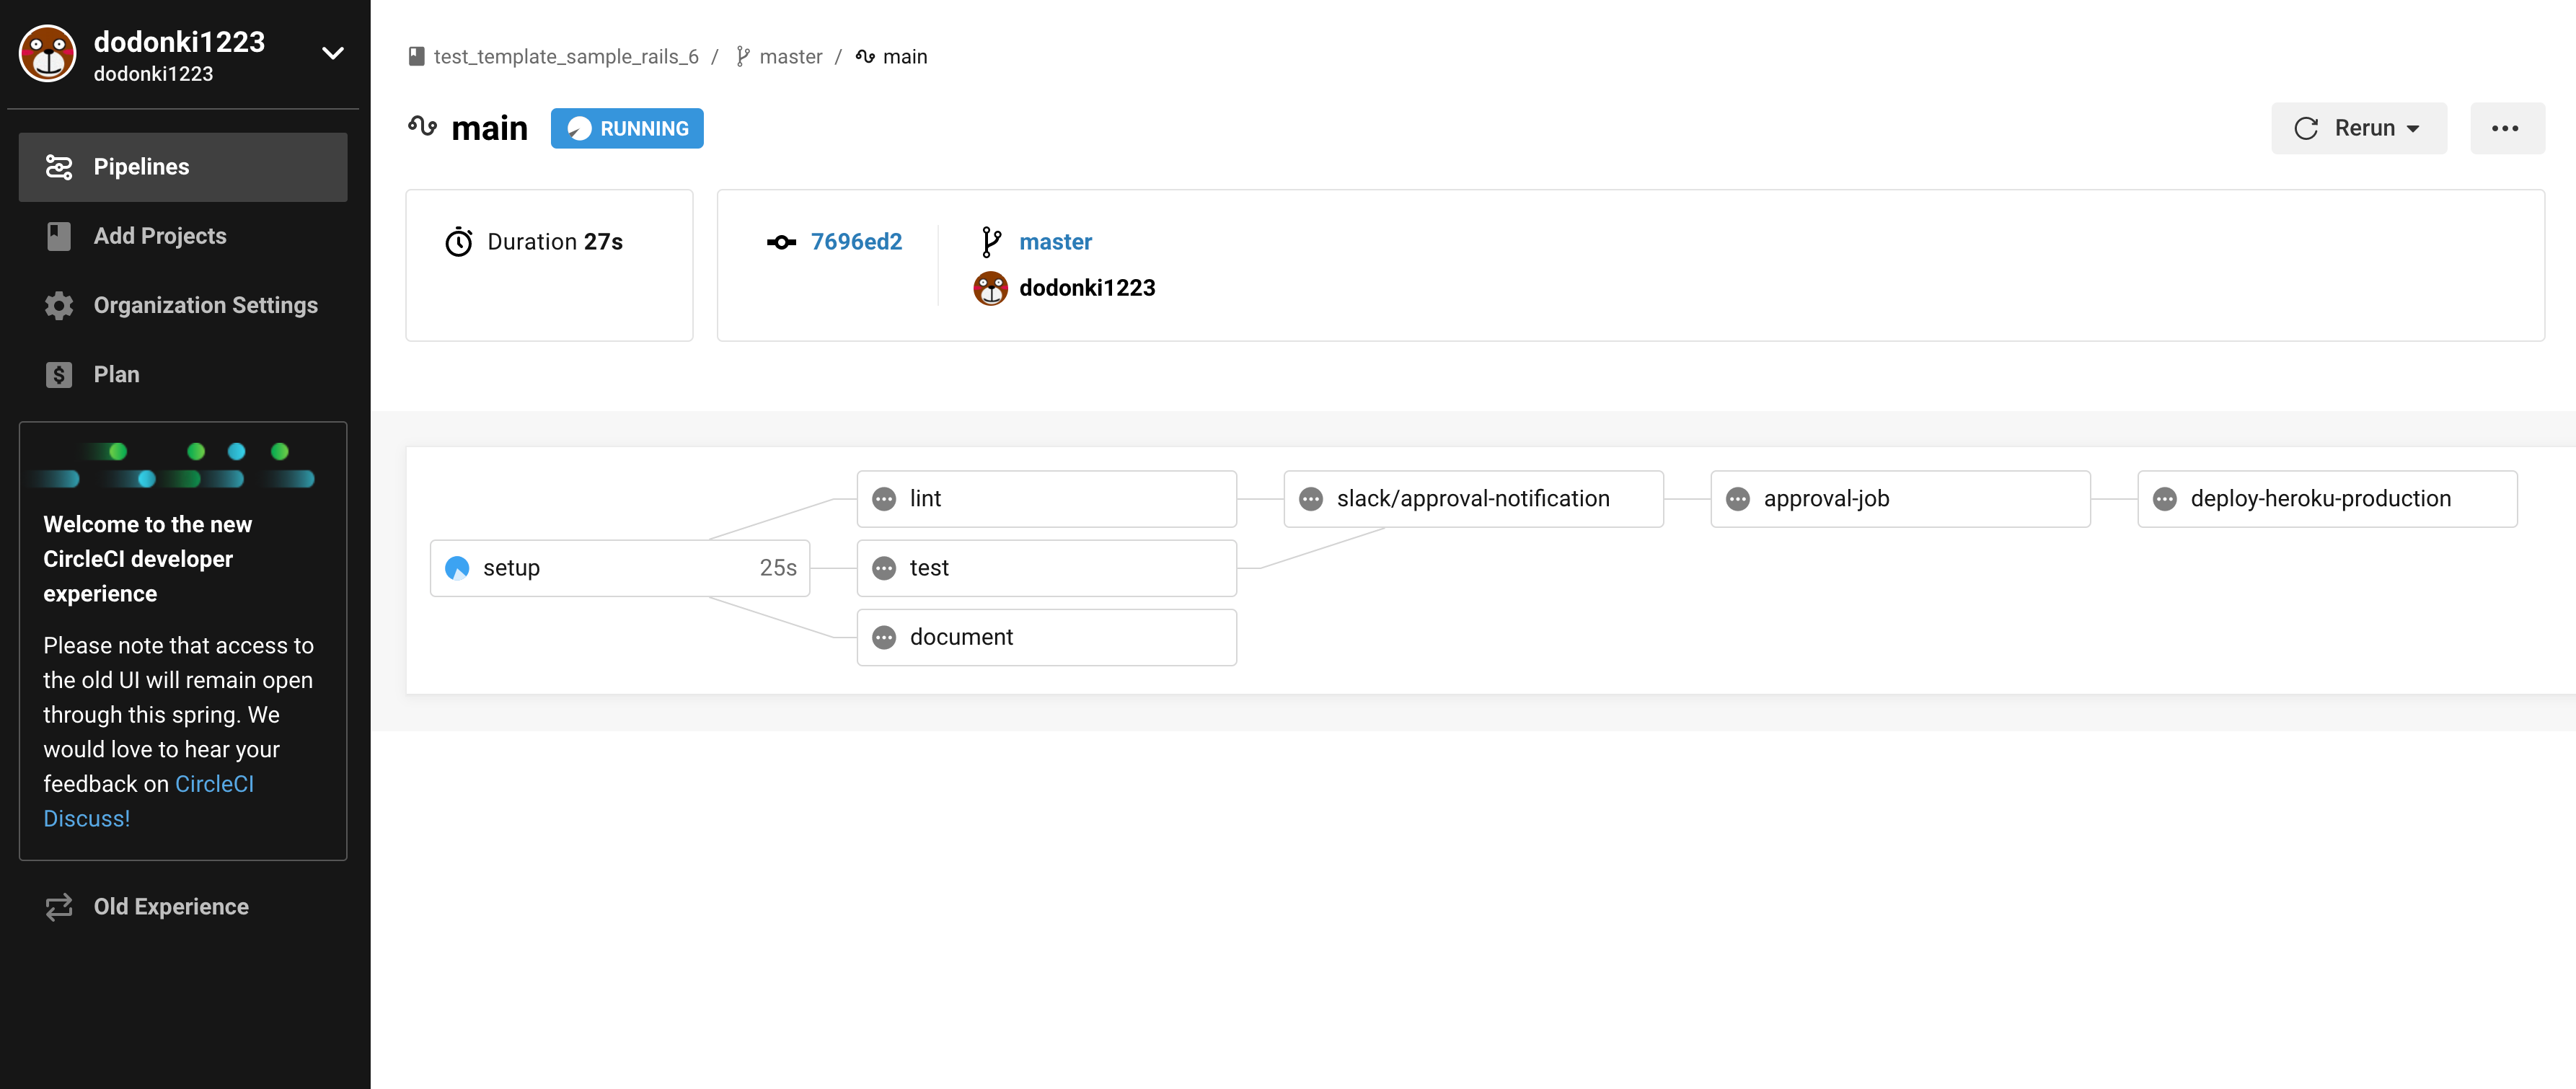 dodonki1223
dodonki1223
Pipelines
Add Projects
Organization Settings
Plan
Welcome to the new
CircleCI developer
experience
Please note that access to
the old UI will remain open
through this spring. We
would love to hear your
feedback on CircleCI
Discuss!
Old Experience
test_template_sample_rails_6 / master / main
main RUNNING
Rerun
Duration 27s
7696ed2
master
dodonki1223
setup 25s
lint
test
document
slack/approval-notification
approval-job
deploy-heroku-production